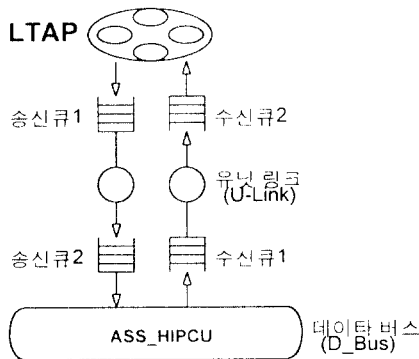 LTAP
송신큐1
수신큐2
유닛 링크
(U-Link)
송신큐2
수신큐1
ASS_HIPCU
데이타 버스
(D_Bus)